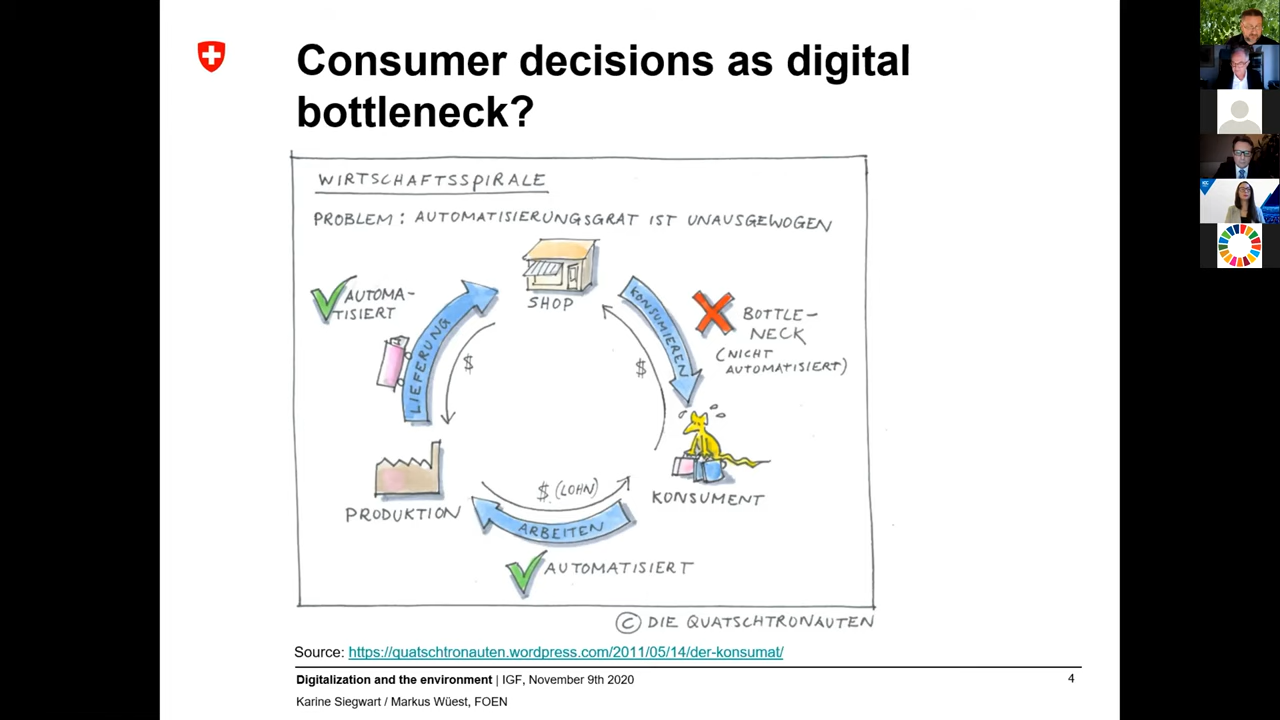 Consumer decisions as digital
bottleneck?
WIRTSCHAFTSSPIRALE
PROBLEM: AUTOMATISIERUNGSGRAT IST UNAUSGEWOGEN
SHOP
AUTOMA-
TISIERT
LIEFERUNG
$
KONSUMIEREN
$
BOTTLE-
NECK
(NICHT
AUTOMATISIERT)
PRODUKTION
$ (LOHN)
ARBEITEN
KONSUMENT
AUTOMATISIERT
© DIE QUATSCHTRONAUTEN
Source: https://quatschtronauten.wordpress.com/2011/05/14/der-konsumat/
Digitalization and the environment | IGF, November 9th 2020
4
Karine Siegwart / Markus Wüest, FOEN